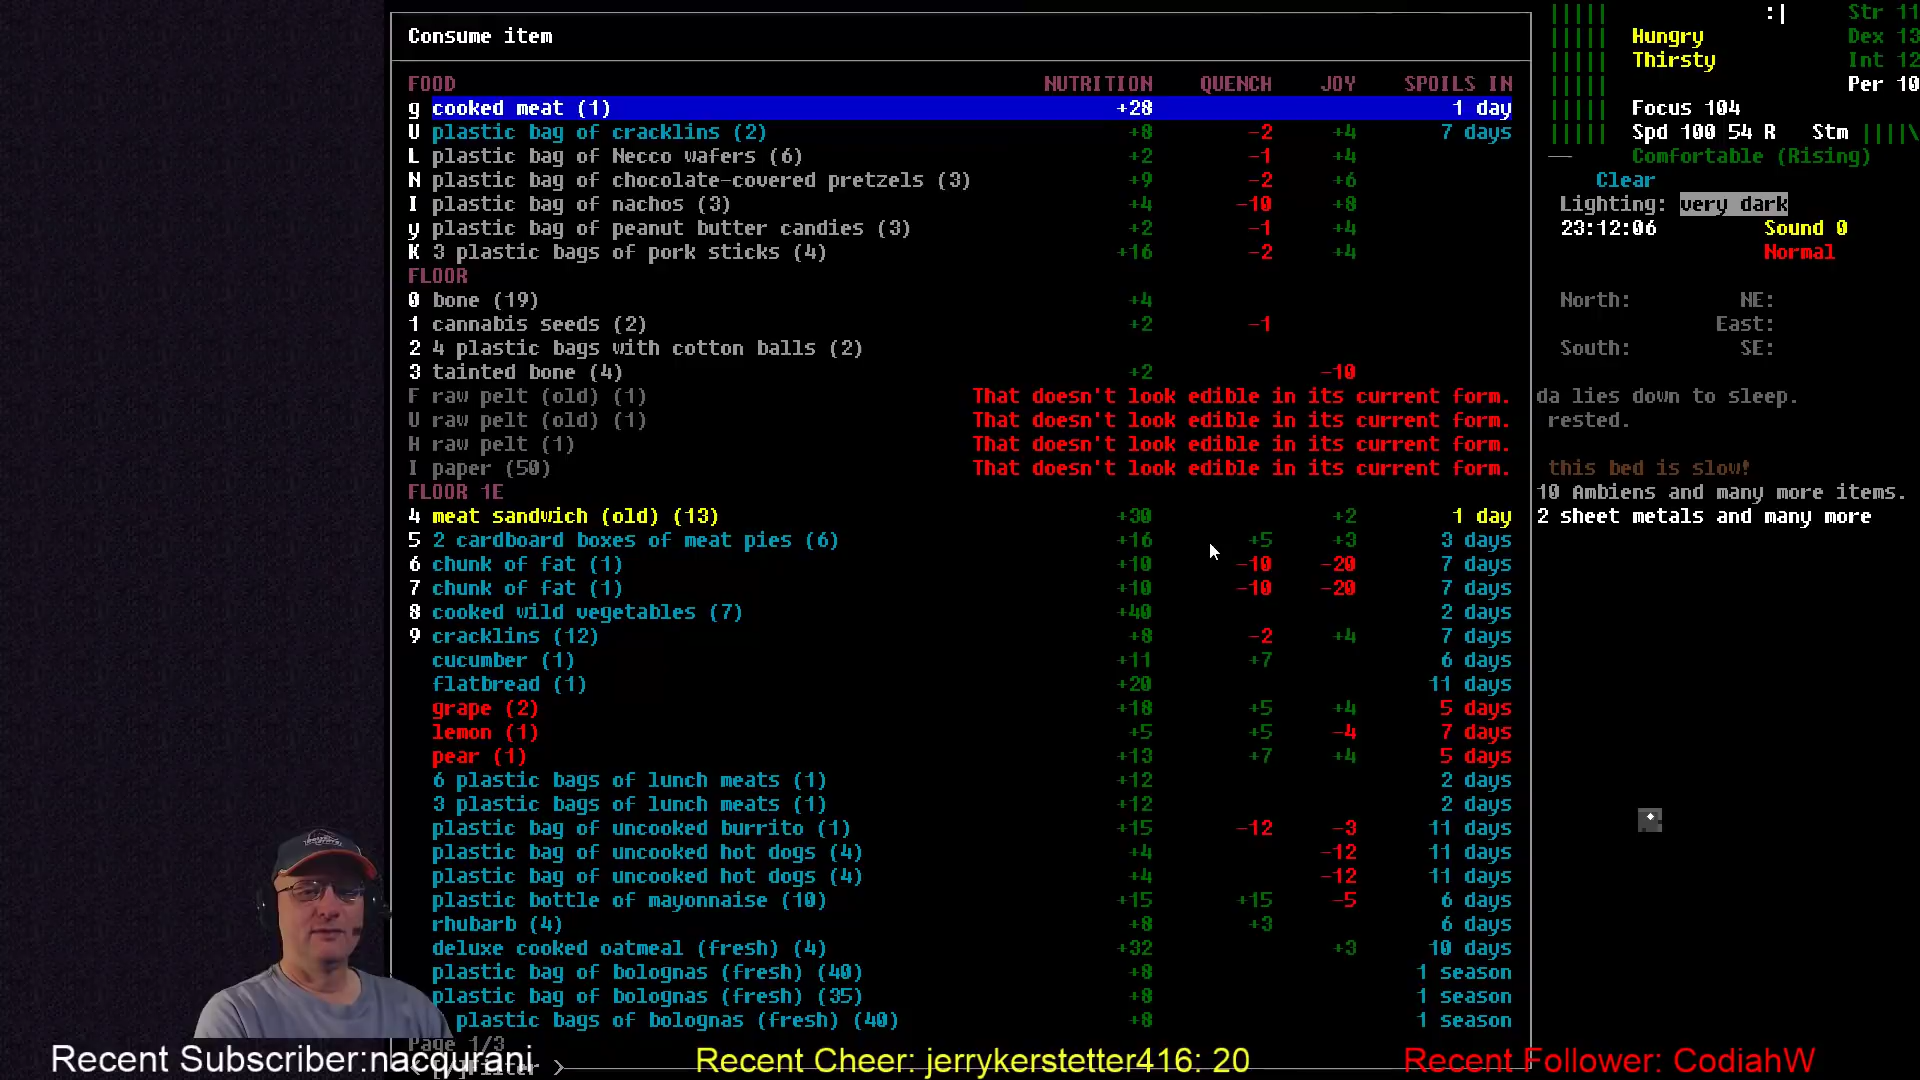 Consume item
FOOD NUTRITION QUENCH JOY SPOILS IN
g cooked meat (1) +28 1 day
U plastic bag of cracklins (2) +8 -2 +4 7 days
L plastic bag of Necco wafers (6) +2 -1 +4
N plastic bag of chocolate-covered pretzels (3) +9 -2 +6
I plastic bag of nachos (3) +4 -10 +8
y plastic bag of peanut butter candies (3) +2 -1 +4
K 3 plastic bags of pork sticks (4) +16 -2 +4
FLOOR
0 bone (19) +4
1 cannabis seeds (2) +2 -1
2 4 plastic bags with cotton balls (2)
3 tainted bone (4) +2 -10
F raw pelt (old) (1) That doesn't look edible in its current form.
U raw pelt (old) (1) That doesn't look edible in its current form.
H raw pelt (1) That doesn't look edible in its current form.
I paper (50) That doesn't look edible in its current form.
FLOOR 1E
4 meat sandwich (old) (13) +30 +2 1 day
5 2 cardboard boxes of meat pies (6) +16 +5 +3 3 days
6 chunk of fat (1) +10 -10 -20 7 days
7 chunk of fat (1) +10 -10 -20 7 days
8 cooked wild vegetables (7) +40 2 days
9 cracklins (12) +8 -2 +4 7 days
cucumber (1) +11 +7 6 days
flatbread (1) +20 11 days
grape (2) +18 +5 +4 5 days
lemon (1) +5 +5 -4 7 days
pear (1) +13 +7 +4 5 days
6 plastic bags of lunch meats (1) +12 2 days
3 plastic bags of lunch meats (1) +12 2 days
plastic bag of uncooked burrito (1) +15 -12 -3 11 days
plastic bag of uncooked hot dogs (4) +4 -12 11 days
plastic bag of uncooked hot dogs (4) +4 -12 11 days
plastic bottle of mayonnaise (10) +15 +15 -5 6 days
rhubarb (4) +8 +3 6 days
deluxe cooked oatmeal (fresh) (4) +32 +3 10 days
plastic bag of bolognas (fresh) (40) +8 1 season
plastic bag of bolognas (fresh) (35) +8 1 season
plastic bags of bolognas (fresh) (40) +8 1 season
Page 1/3
:| Str 11
Hungry Dex 13
Thirsty Int 12
Per 10
Focus 104
Spd 100 54 R Stm ||||\
Comfortable (Rising)
Clear
Lighting: very dark
23:12:06 Sound 0
Normal
North: NE:
East:
South: SE:
da lies down to sleep.
rested.
this bed is slow!
10 Ambiens and many more items.
2 sheet metals and many more
Recent Subscriber:nacqurani
Recent Cheer: jerrykerstetter416: 20
Recent Follower: CodiahW